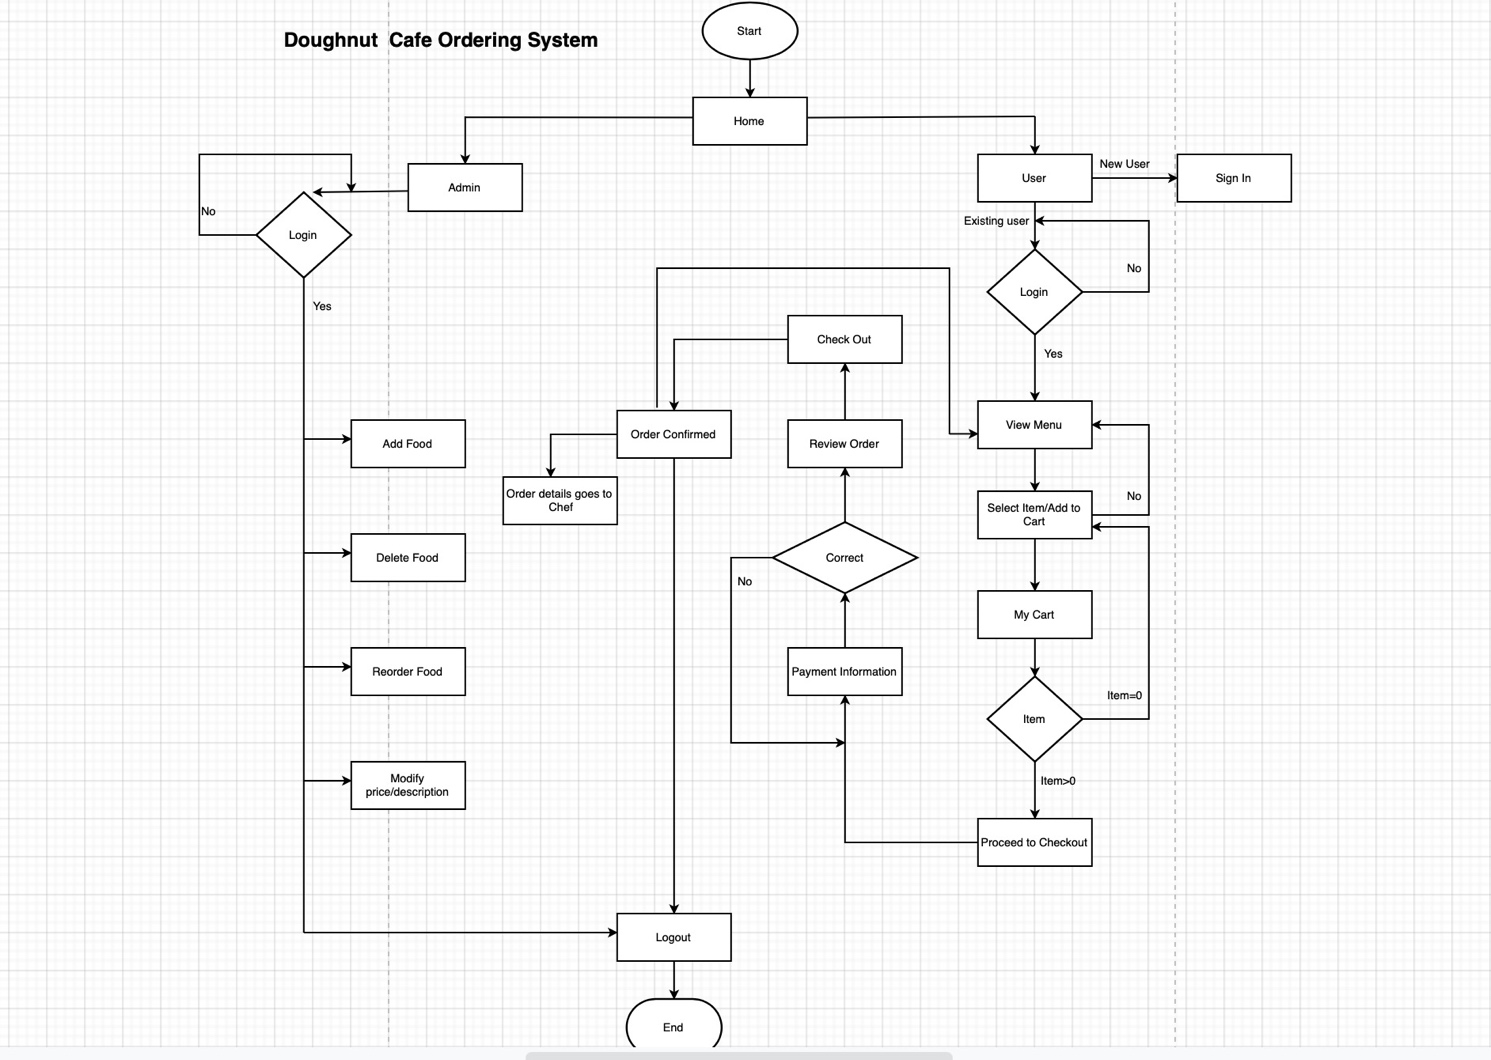 Doughnut  Cafe Ordering System
Start
Home
Admin
User
New User
Sign In
No
Login
Existing user
No
Login
Yes
Yes
Check Out
View Menu
Order Confirmed
Review Order
Add Food
Order details goes to
Chef
No
Select Item/Add to
Cart
Delete Food
Correct
No
My Cart
Reorder Food
Payment Information
Item=0
Item
Modify
price/description
Item>0
Proceed to Checkout
Logout
End